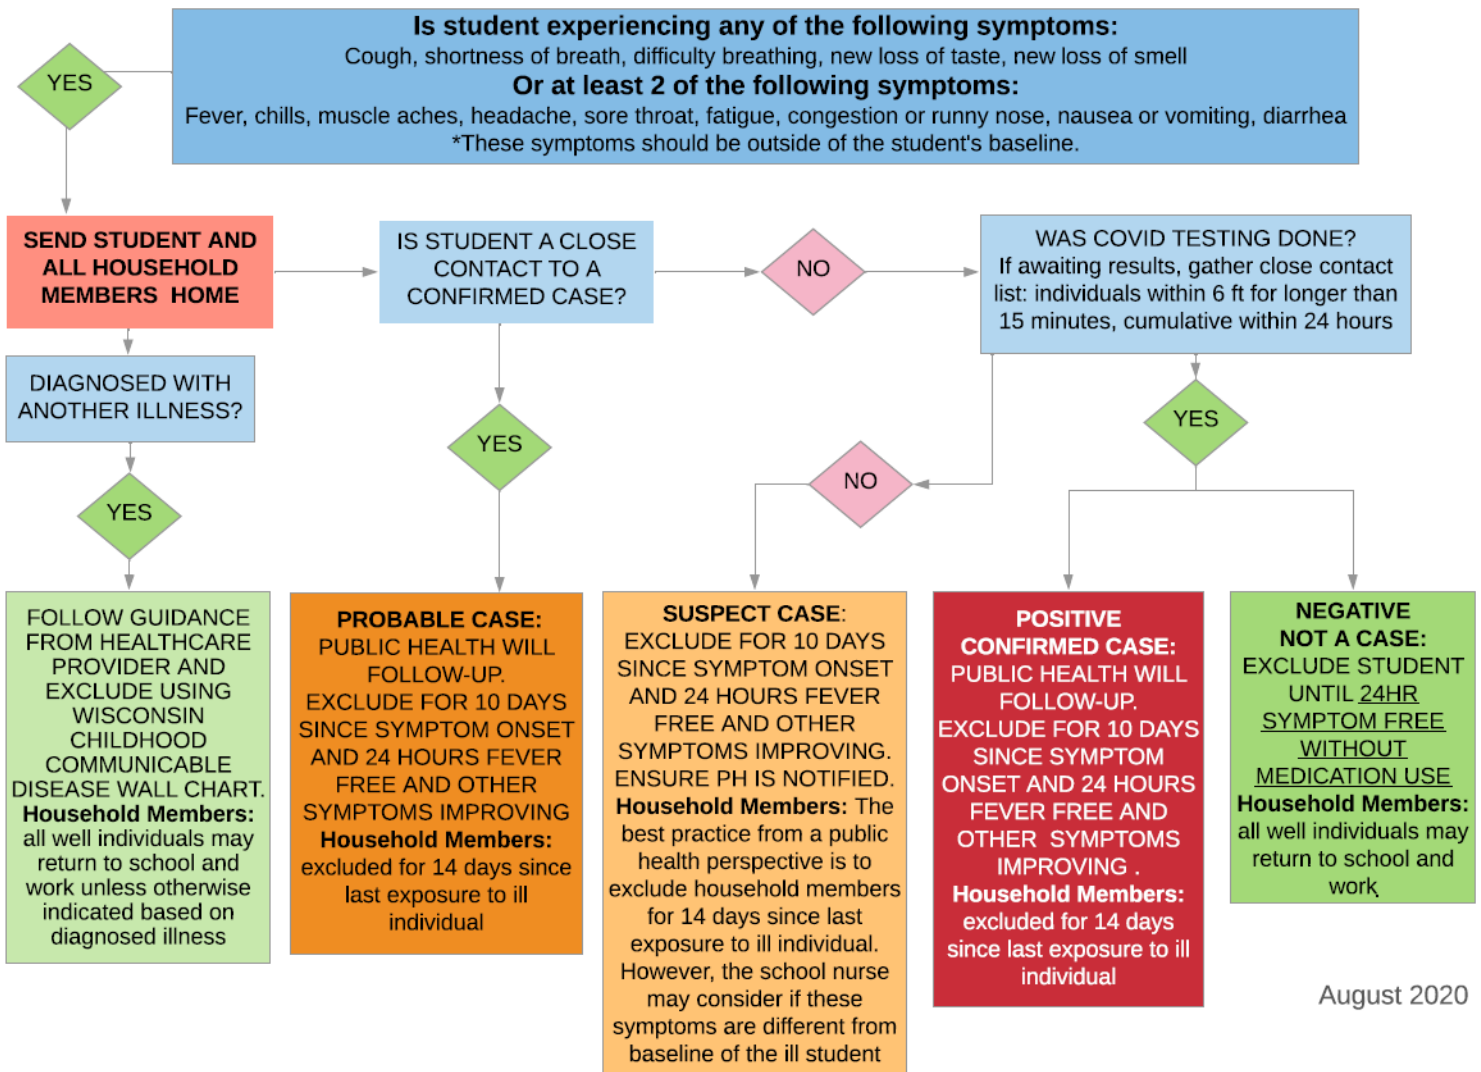 Is student experiencing any of the following symptoms:
Cough, shortness of breath, difficulty breathing, new loss of taste, new loss of smell
Or at least 2 of the following symptoms:
Fever, chills, muscle aches, headache, sore throat, fatigue, congestion or runny nose, nausea or vomiting, diarrhea
*These symptoms should be outside of the student's baseline.
YES
SEND STUDENT AND
ALL HOUSEHOLD
MEMBERS HOME
IS STUDENT A CLOSE
CONTACT TO A
CONFIRMED CASE?
NO
WAS COVID TESTING DONE?
If awaiting results, gather close contact
list: individuals within 6 ft for longer than
15 minutes, cumulative within 24 hours
DIAGNOSED WITH
ANOTHER ILLNESS?
YES
YES
NO
YES
FOLLOW GUIDANCE
FROM HEALTHCARE
PROVIDER AND
EXCLUDE USING
WISCONSIN
CHILDHOOD
COMMUNICABLE
DISEASE WALL CHART.
Household Members:
all well individuals may
return to school and
work unless otherwise
indicated based on
diagnosed illness
PROBABLE CASE:
PUBLIC HEALTH WILL
FOLLOW-UP.
EXCLUDE FOR 10 DAYS
SINCE SYMPTOM ONSET
AND 24 HOURS FEVER
FREE AND OTHER
SYMPTOMS IMPROVING
Household Members:
excluded for 14 days since
last exposure to ill
individual
SUSPECT CASE:
EXCLUDE FOR 10 DAYS
SINCE SYMPTOM ONSET
AND 24 HOURS FEVER
FREE AND OTHER
SYMPTOMS IMPROVING.
ENSURE PH IS NOTIFIED.
Household Members: The
best practice from a public
health perspective is to
exclude household members
for 14 days since last
exposure to ill individual.
However, the school nurse
may consider if these
symptoms are different from
baseline of the ill student
POSITIVE
CONFIRMED CASE:
PUBLIC HEALTH WILL
FOLLOW-UP.
EXCLUDE FOR 10 DAYS
SINCE SYMPTOM
ONSET AND 24 HOURS
FEVER FREE AND
OTHER SYMPTOMS
IMPROVING .
Household Members:
excluded for 14 days
since last exposure to ill
individual
NEGATIVE
NOT A CASE:
EXCLUDE STUDENT
UNTIL 24HR
SYMPTOM FREE
WITHOUT
MEDICATION USE
Household Members:
all well individuals may
return to school and
work.
August 2020